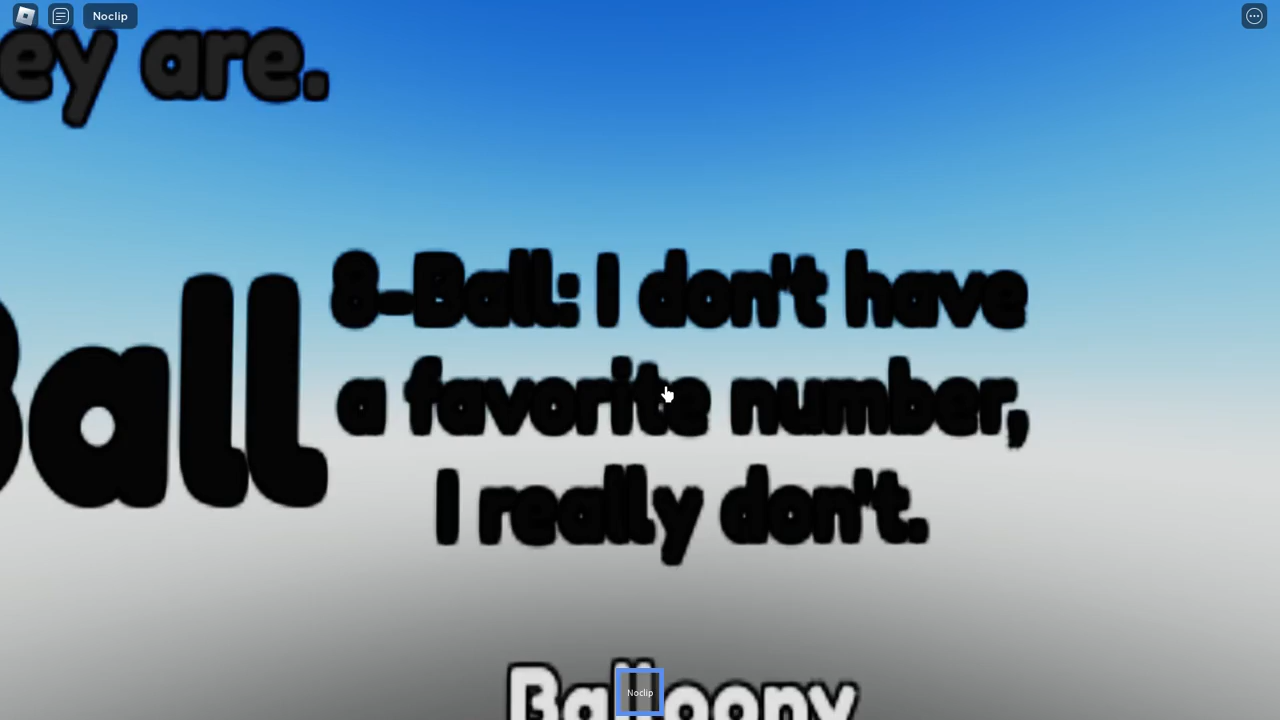 Noclip
ey are.
Ball
8-Ball: I don't have
a favorite number,
I really don't.
Balloony
Noclip